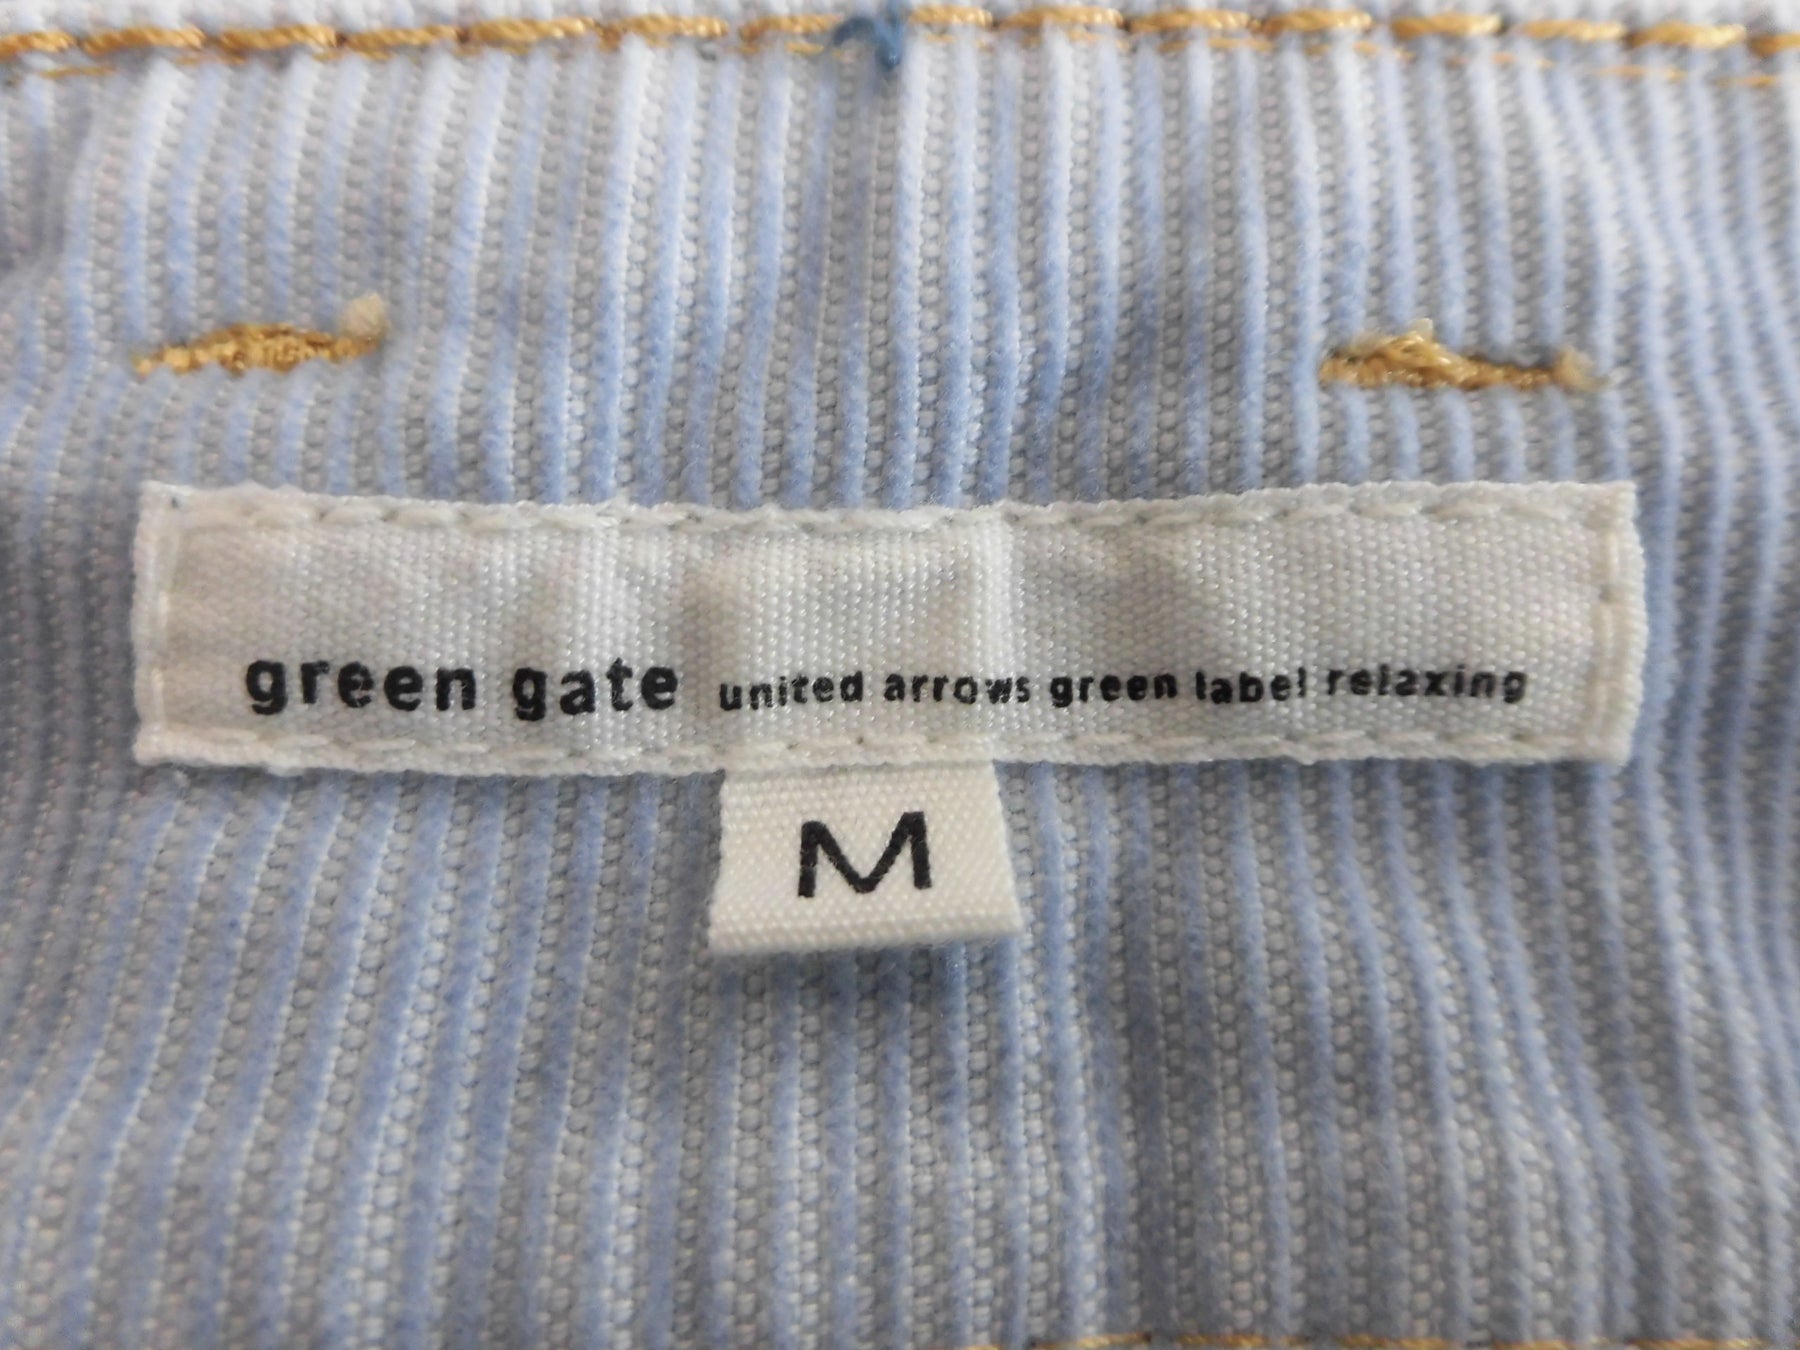 green gate united arrows green label relaxing
M